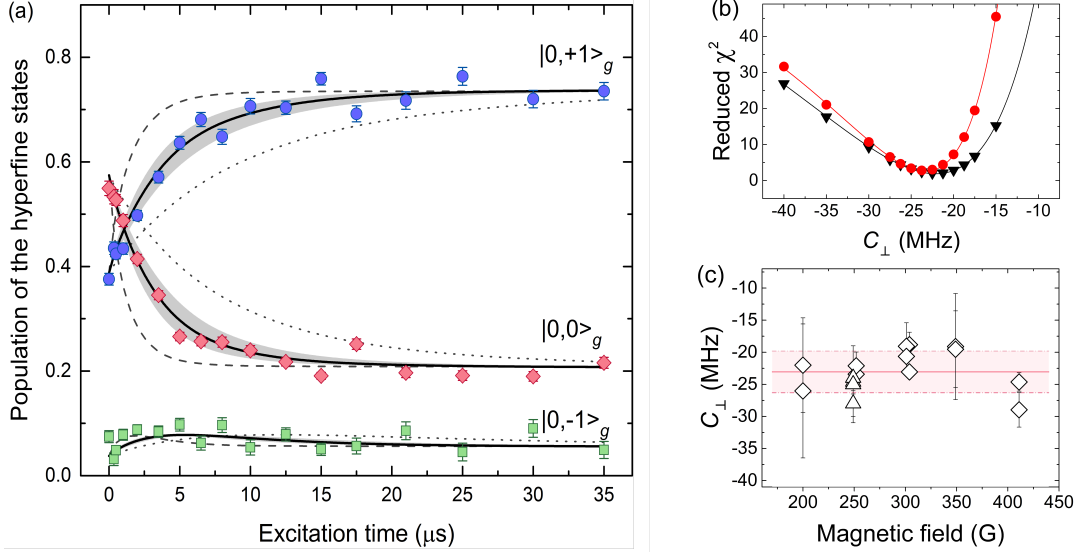 (a)
Population of the hyperfine states
0.8
0.6
0.4
0.2
0.0
|0,+1>g
|0,0>g
|0,-1>g
0 5 10 15 20 25 30 35
Excitation time (μs)
(b)
Reduced χ²
40
30
20
10
0
-40 -35 -30 -25 -20 -15 -10
C⊥ (MHz)
(c)
C⊥ (MHz)
-10
-15
-20
-25
-30
-35
-40
200 250 300 350 400 450
Magnetic field (G)